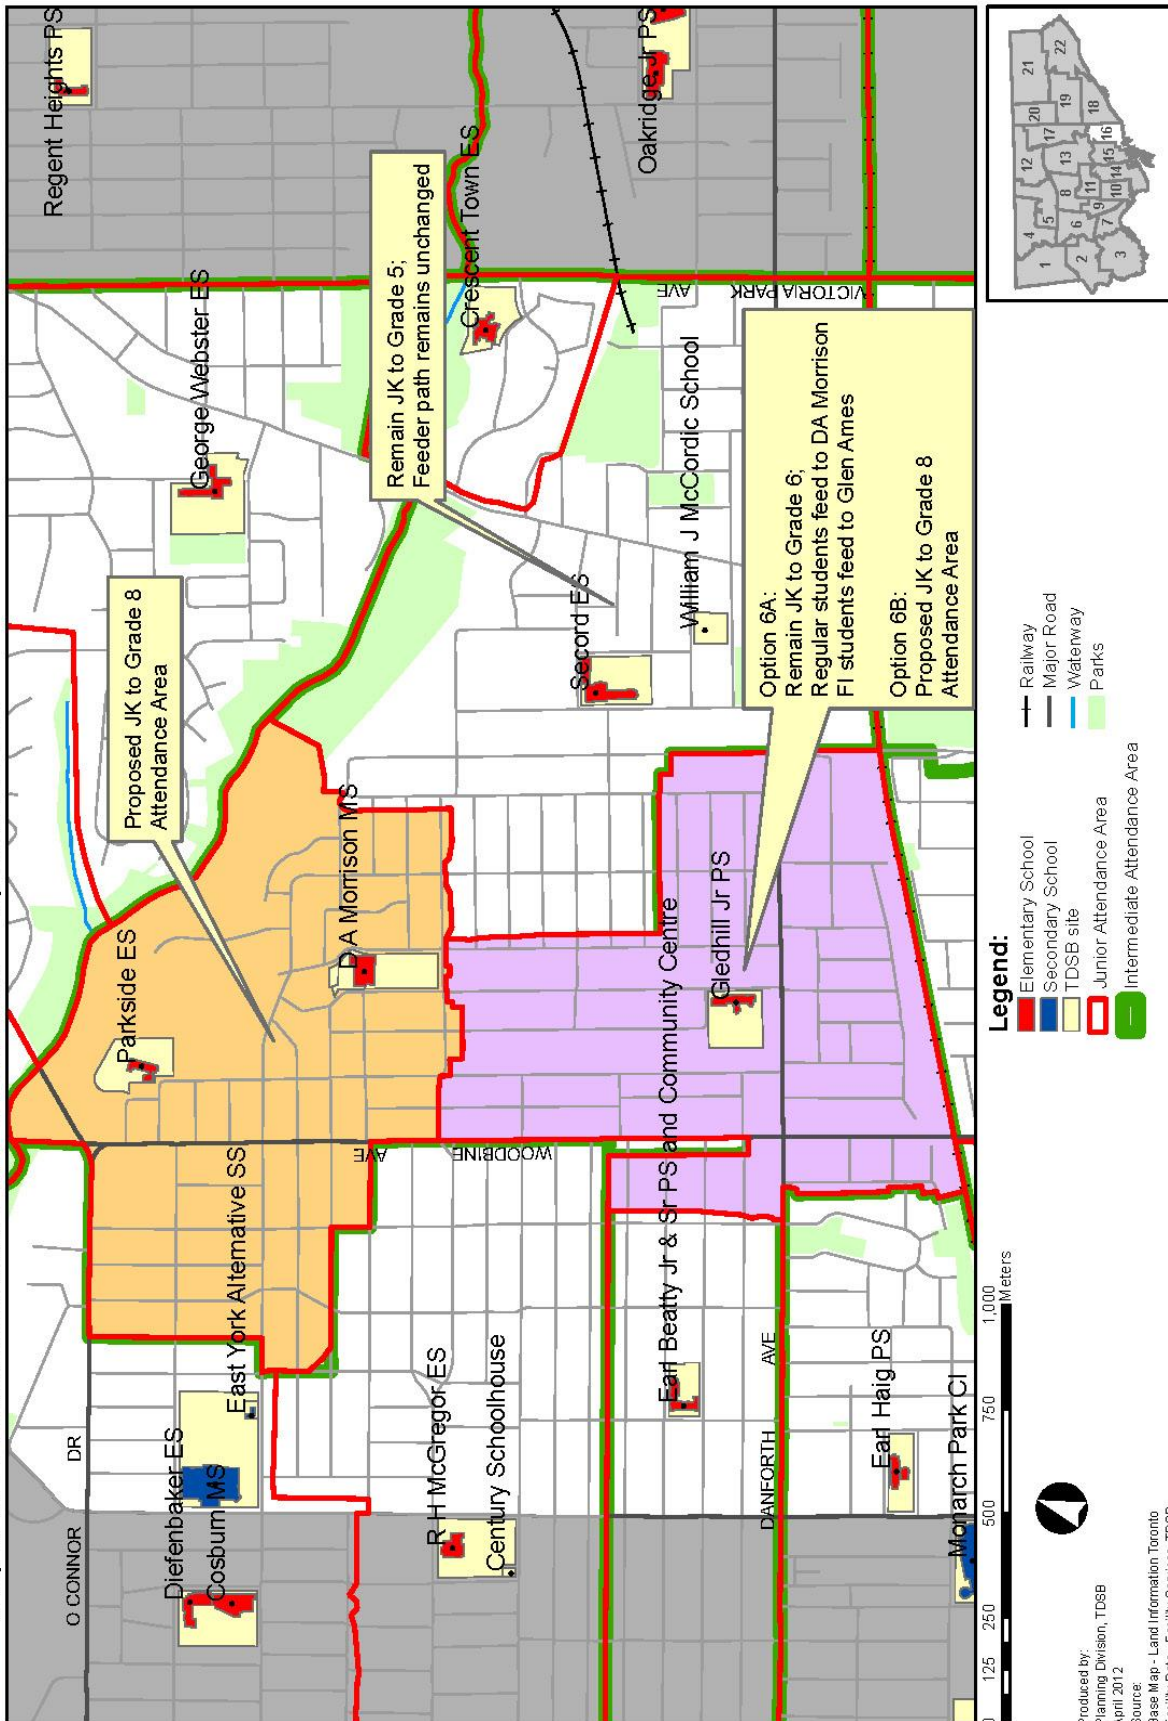 Regent Heights PS
George Webster ES
Proposed JK to Grade 8
Attendance Area
Parkside ES
O CONNOR
DR
Diefenbaker ES
Cosburn MS
East York Alternative SS
D A Morrison MS
Remain JK to Grade 5;
Feeder path remains unchanged
Crescent Town ES
AVE
WOODBINE
R H McGregor ES
Century Schoolhouse
Secord ES
Oakridge Jr PS
AVE
VICTORIA PARK
William J McCordic School
Earl Beatty Jr & Sr PS and Community Centre
Gledhill Jr PS
Option 6A:
Remain JK to Grade 6;
Regular students feed to DA Morrison
FI students feed to Glen Ames
Option 6B:
Proposed JK to Grade 8
Attendance Area
DANFORTH
AVE
Earl Haig PS
Monarch Park CI
125
250
500
750
1,000
Meters
Produced by:
Planning Division, TDSB
April 2012
Source:
Base Map - Land Information Toronto
Legend:
Elementary School
Secondary School
TDSB site
Junior Attendance Area
Intermediate Attendance Area
Railway
Major Road
Waterway
Parks
1
2
3
4
5
6
7
8
9
10
11
12
13
14
15
16
17
18
19
20
21
22